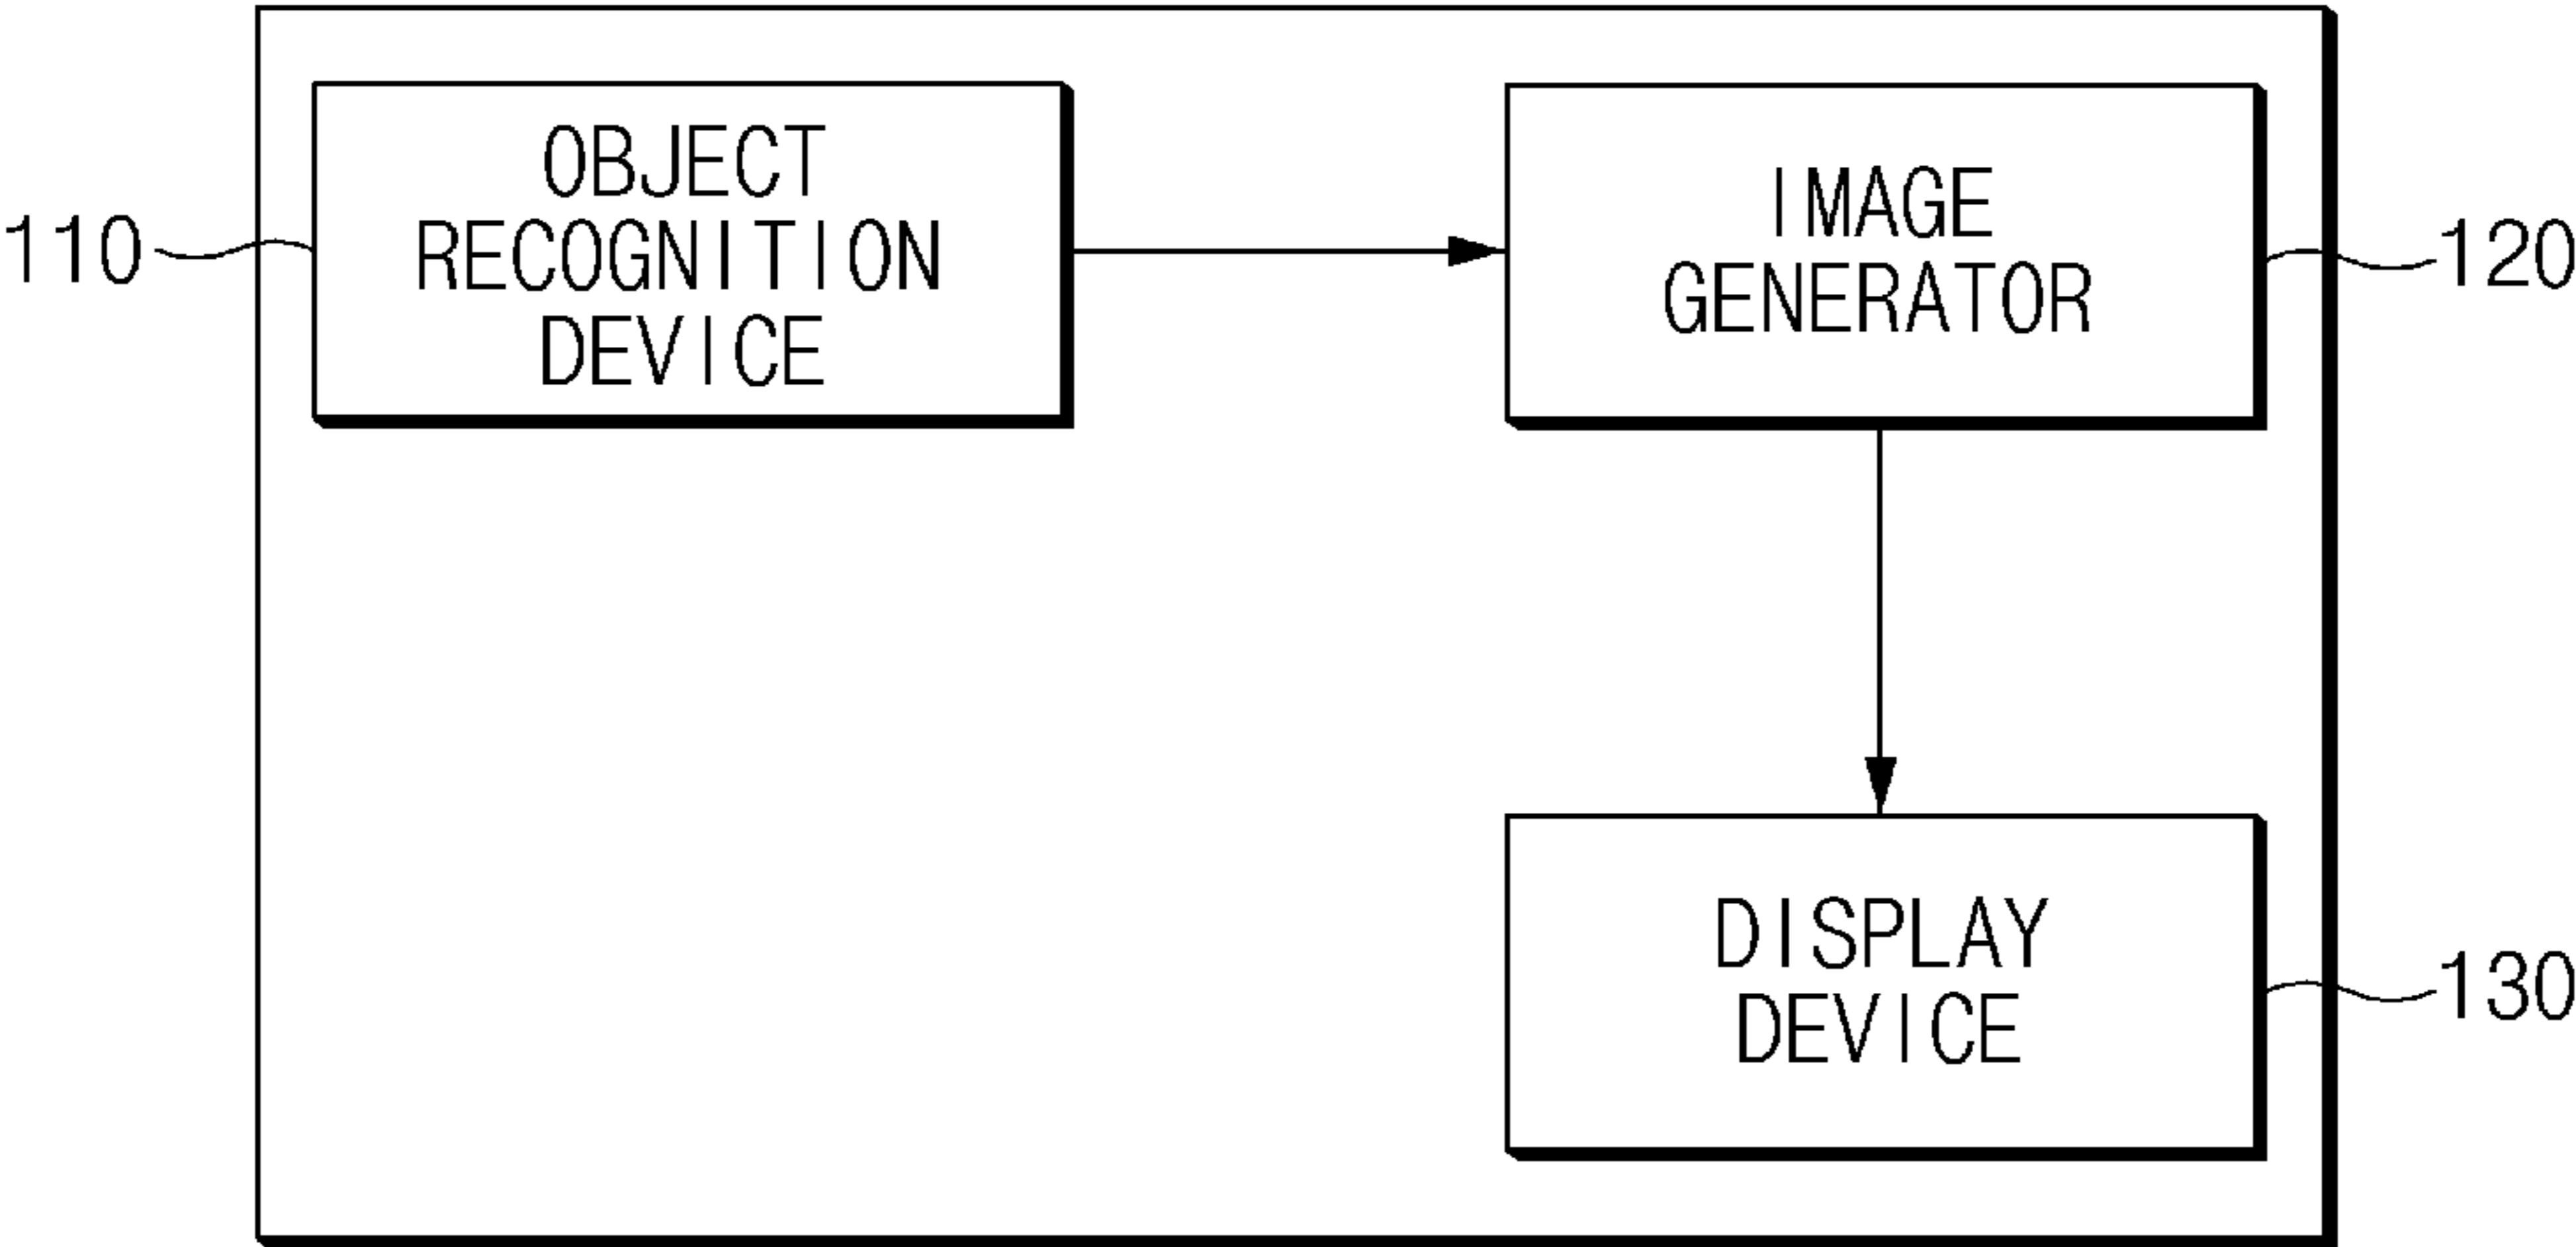 110
OBJECT
RECOGNITION
DEVICE
IMAGE
GENERATOR
120
DISPLAY
DEVICE
130